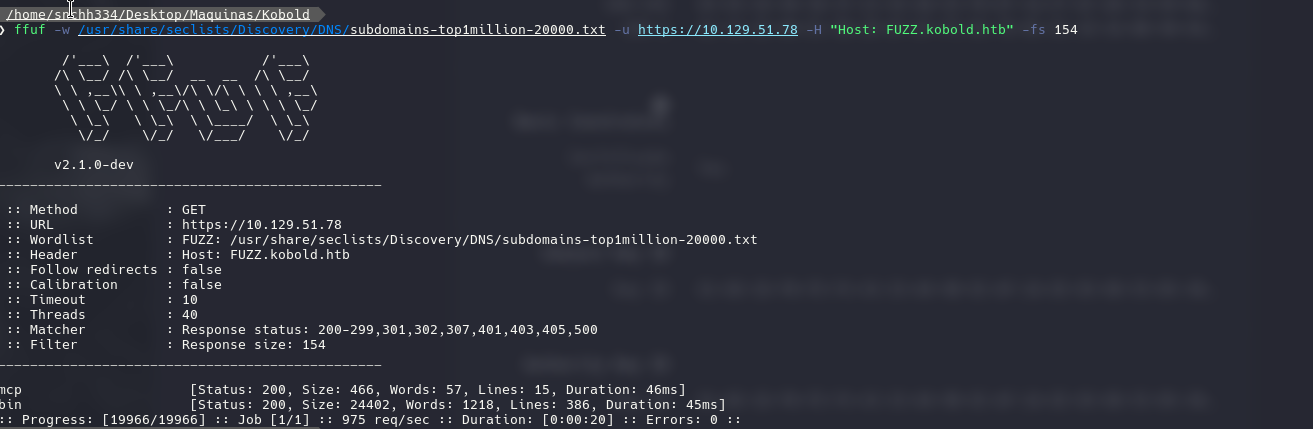 /home/smshh334/Desktop/Maquinas/Kobold
❯ ffuf -w /usr/share/seclists/Discovery/DNS/subdomains-top1million-20000.txt -u https://10.129.51.78 -H "Host: FUZZ.kobold.htb" -fs 154
v2.1.0-dev
:: Method : GET
:: URL : https://10.129.51.78
:: Wordlist : FUZZ: /usr/share/seclists/Discovery/DNS/subdomains-top1million-20000.txt
:: Header : Host: FUZZ.kobold.htb
:: Follow redirects : false
:: Calibration : false
:: Timeout : 10
:: Threads : 40
:: Matcher : Response status: 200-299,301,302,307,401,403,405,500
:: Filter : Response size: 154
mcp [Status: 200, Size: 466, Words: 57, Lines: 15, Duration: 46ms]
bin [Status: 200, Size: 24402, Words: 1218, Lines: 386, Duration: 45ms]
:: Progress: [19966/19966] :: Job [1/1] :: 975 req/sec :: Duration: [0:00:20] :: Errors: 0 ::